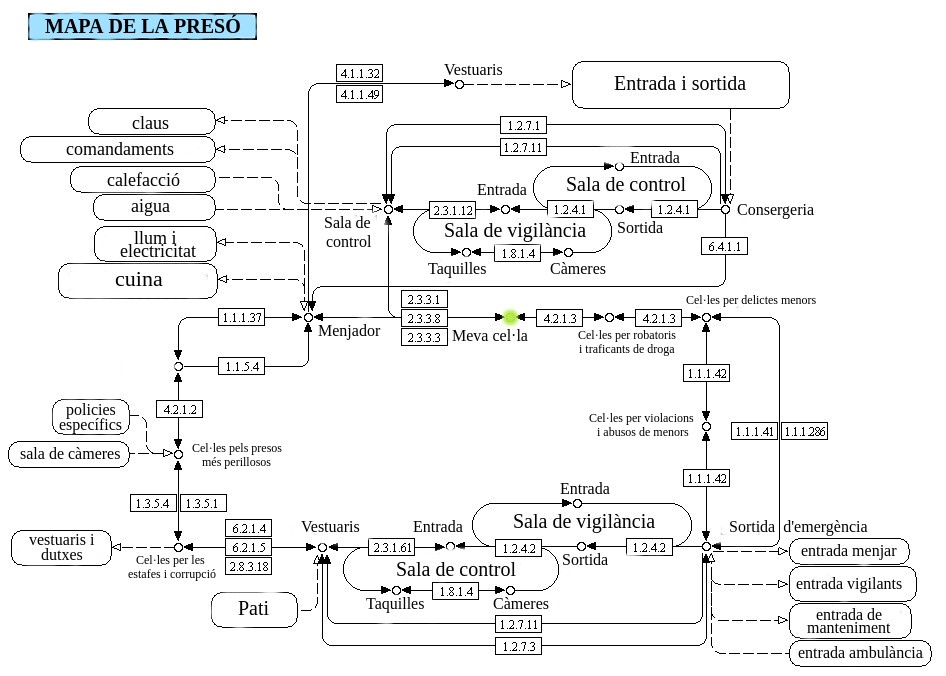 MAPA DE LA PRESÓ
4.1.1.32
4.1.1.49
Vestuaris
Entrada i sortida
claus
comandaments
calefacció
aigua
llum i
electricitat
cuina
1.2.7.1
1.2.7.11
Entrada
Sala de control
Entrada
2.3.1.12
1.2.4.1
1.2.4.1
Consergeria
Sala de
control
Sala de vigilància
Sortida
6.4.1.1
1.8.1.4
Taquilles
Càmeres
2.3.3.1
2.3.3.8
2.3.3.3
Cel·les per delictes menors
1.1.1.37
Menjador
Meva cel·la
4.2.1.3
4.2.1.3
Cel·les per robatoris
i traficants de droga
1.1.5.4
1.1.1.42
4.2.1.2
policies
específics
Cel·les per violacions
i abusos de menors
1.1.1.41
1.1.1.286
sala de càmeres
Cel·les pels presos
més perillosos
1.1.1.42
1.3.5.4
1.3.5.1
Entrada
6.2.1.4
6.2.1.5
2.8.3.18
Vestuaris
Entrada
Sala de vigilància
Sortida d'emergència
vestuaris i
dutxes
2.3.1.61
1.2.4.2
1.2.4.2
entrada menjar
Cel·les per les
estafes i corrupció
Sortida
Sala de control
1.8.1.4
entrada vigilants
Pati
Taquilles
Càmeres
1.2.7.11
entrada de
manteniment
1.2.7.3
entrada ambulància